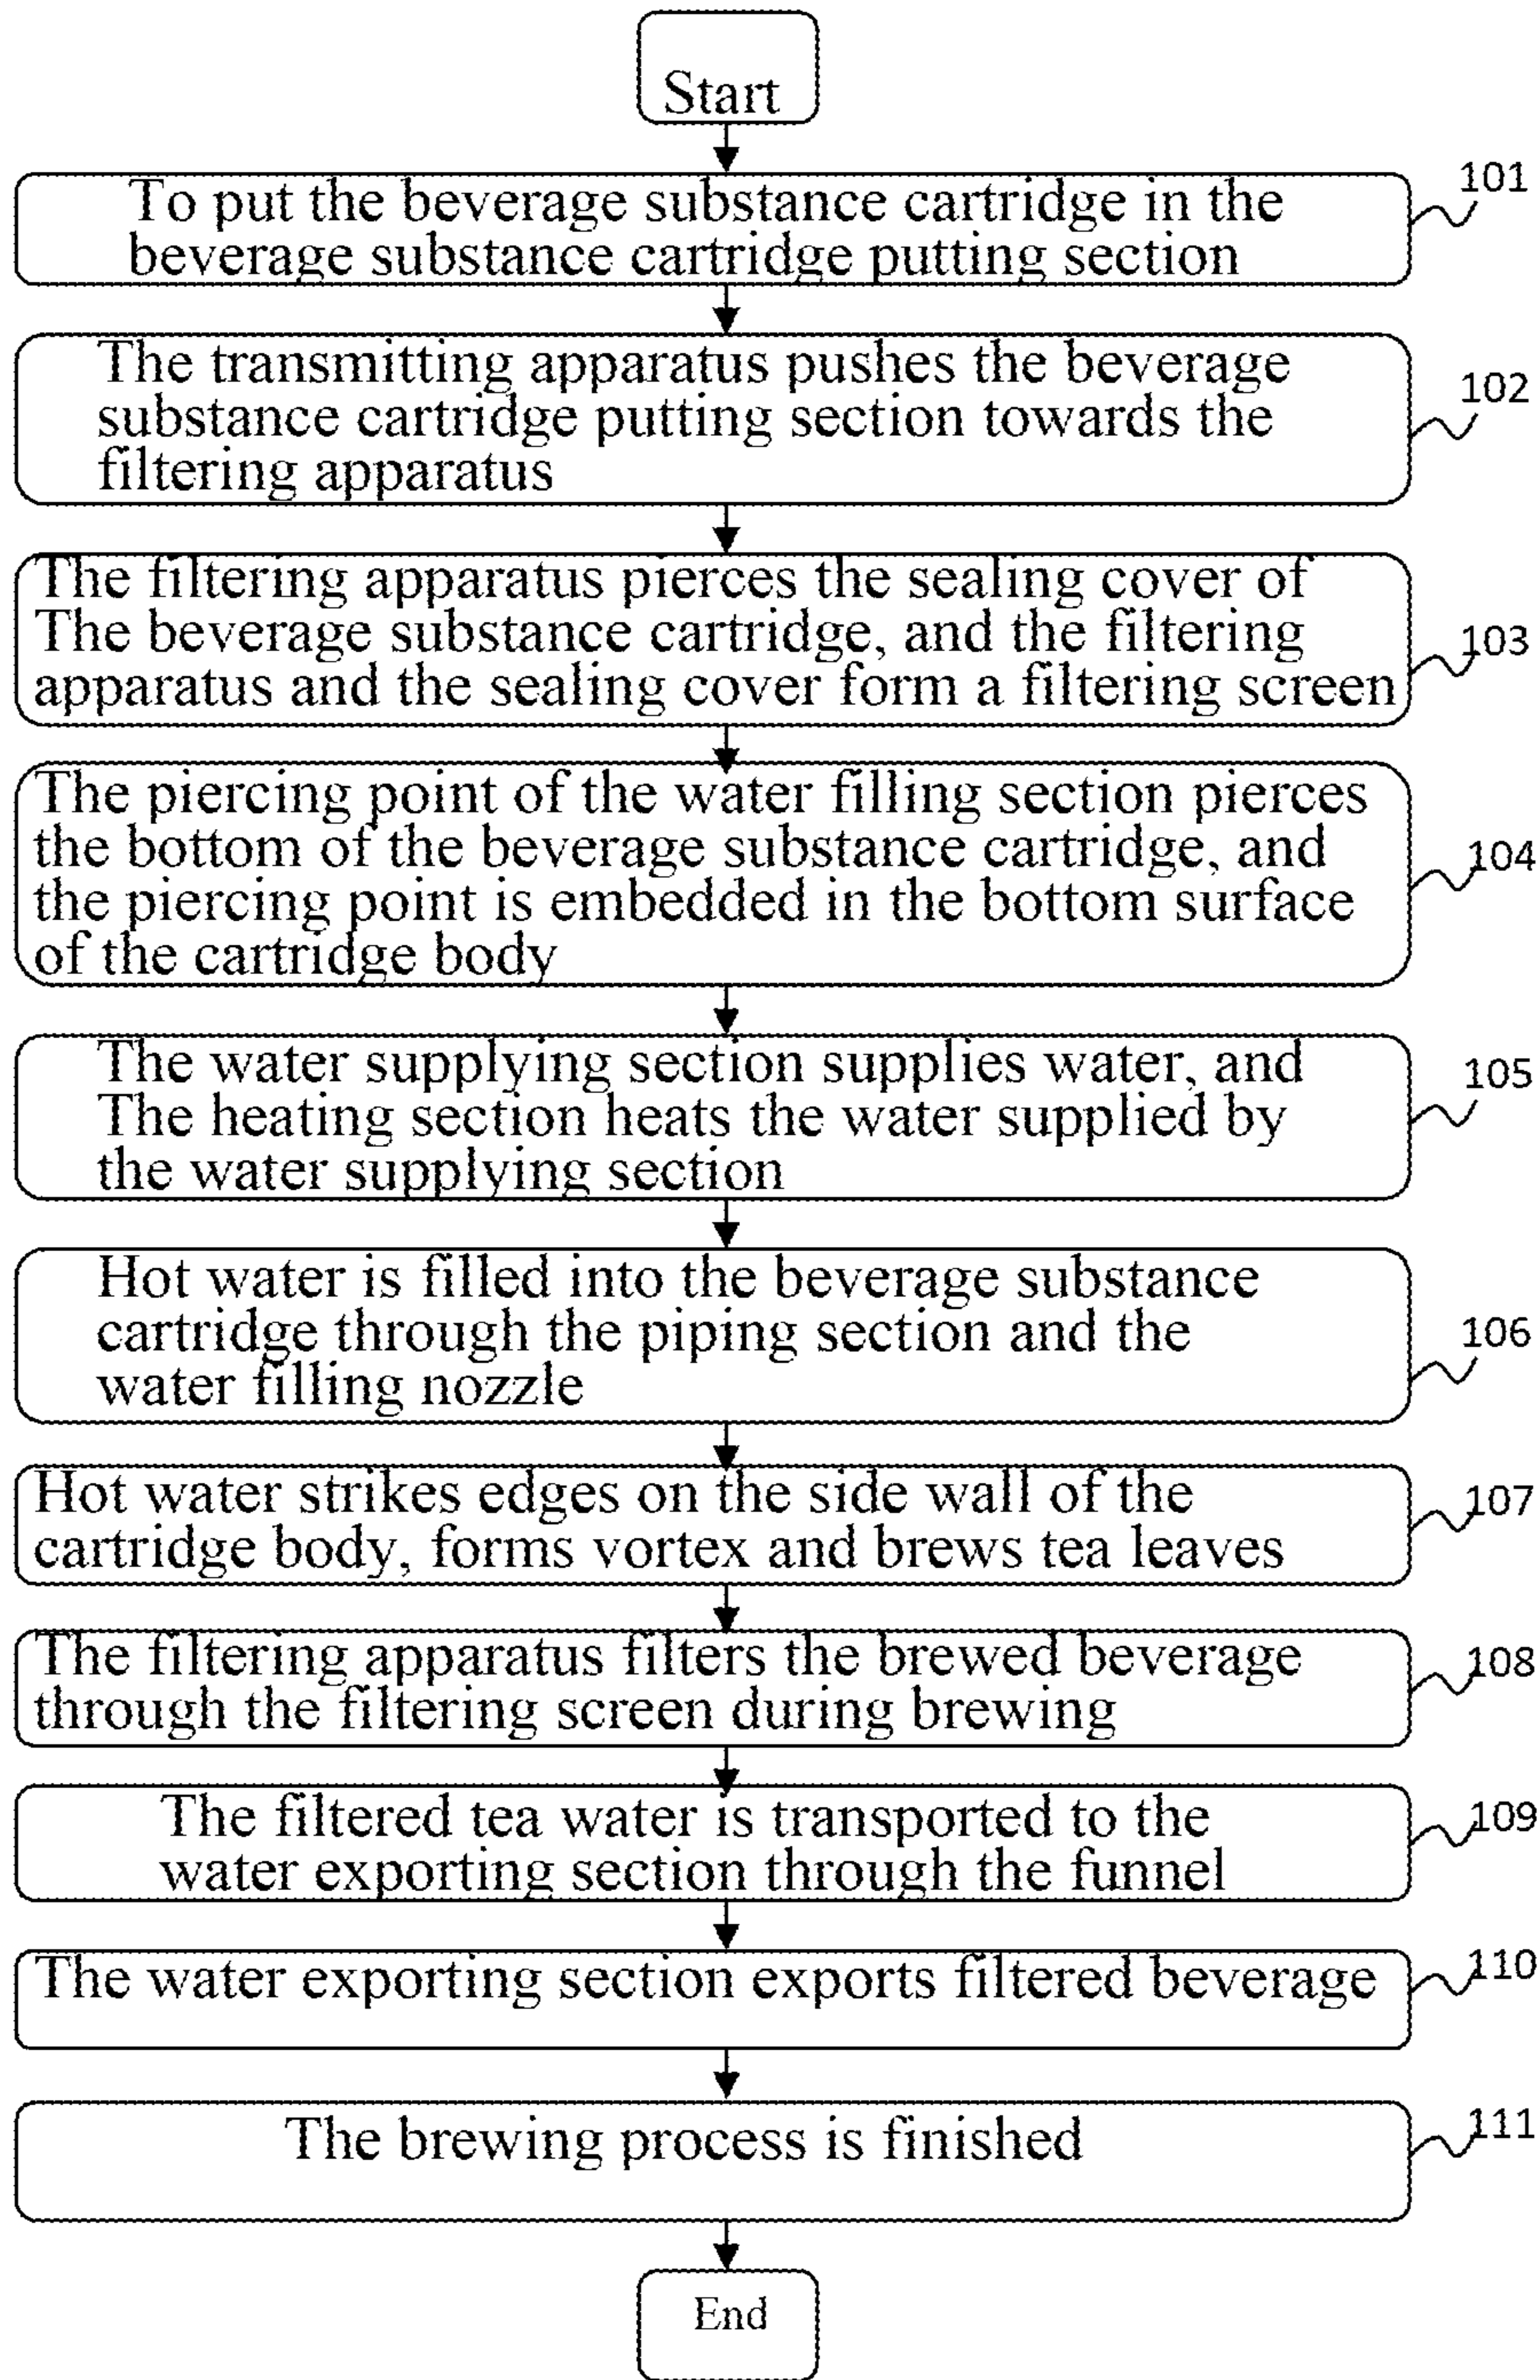 Start
To put the beverage substance cartridge in the
beverage substance cartridge putting section
101
The transmitting apparatus pushes the beverage
substance cartridge putting section towards the
filtering apparatus
102
The filtering apparatus pierces the sealing cover of
The beverage substance cartridge, and the filtering
apparatus and the sealing cover form a filtering screen
103
The piercing point of the water filling section pierces
the bottom of the beverage substance cartridge, and
the piercing point is embedded in the bottom surface
of the cartridge body
104
The water supplying section supplies water, and
The heating section heats the water supplied by
the water supplying section
105
Hot water is filled into the beverage substance
cartridge through the piping section and the
water filling nozzle
106
Hot water strikes edges on the side wall of the
cartridge body, forms vortex and brews tea leaves
107
The filtering apparatus filters the brewed beverage
through the filtering screen during brewing
108
The filtered tea water is transported to the
water exporting section through the funnel
109
The water exporting section exports filtered beverage
110
The brewing process is finished
111
End